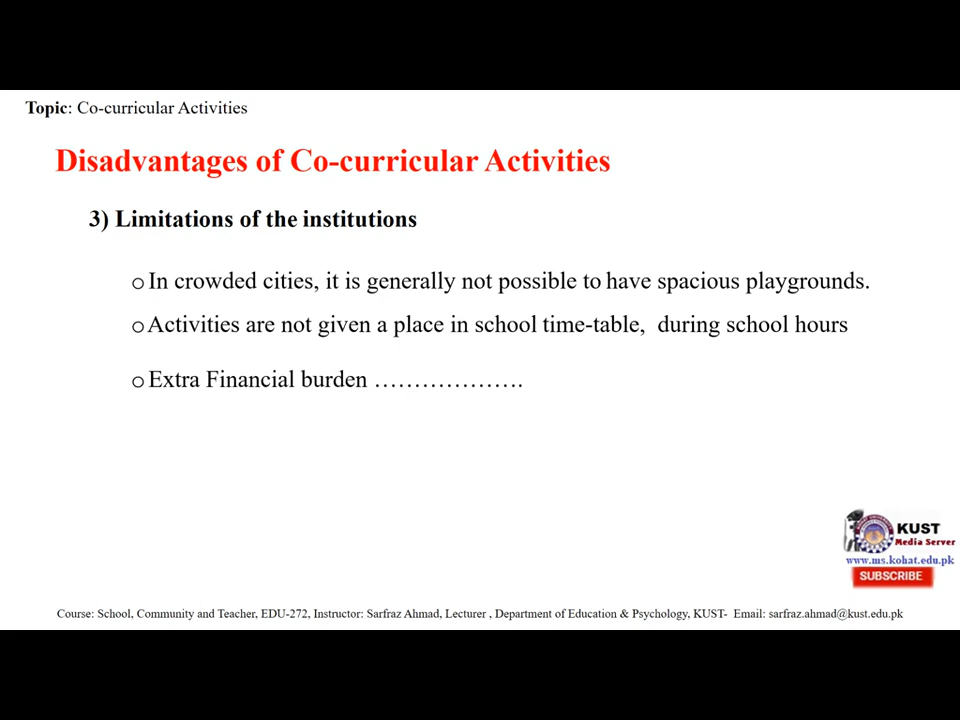 Topic: Co-curricular Activities
Disadvantages of Co-curricular Activities
3) Limitations of the institutions
o In crowded cities, it is generally not possible to have spacious playgrounds.
o Activities are not given a place in school time-table,  during school hours
o Extra Financial burden ……………….
KUST
Media Server
www.ms.kohat.edu.pk
SUBSCRIBE
Course: School, Community and Teacher, EDU-272, Instructor: Sarfraz Ahmad, Lecturer , Department of Education & Psychology, KUST-  Email: sarfraz.ahmad@kust.edu.pk